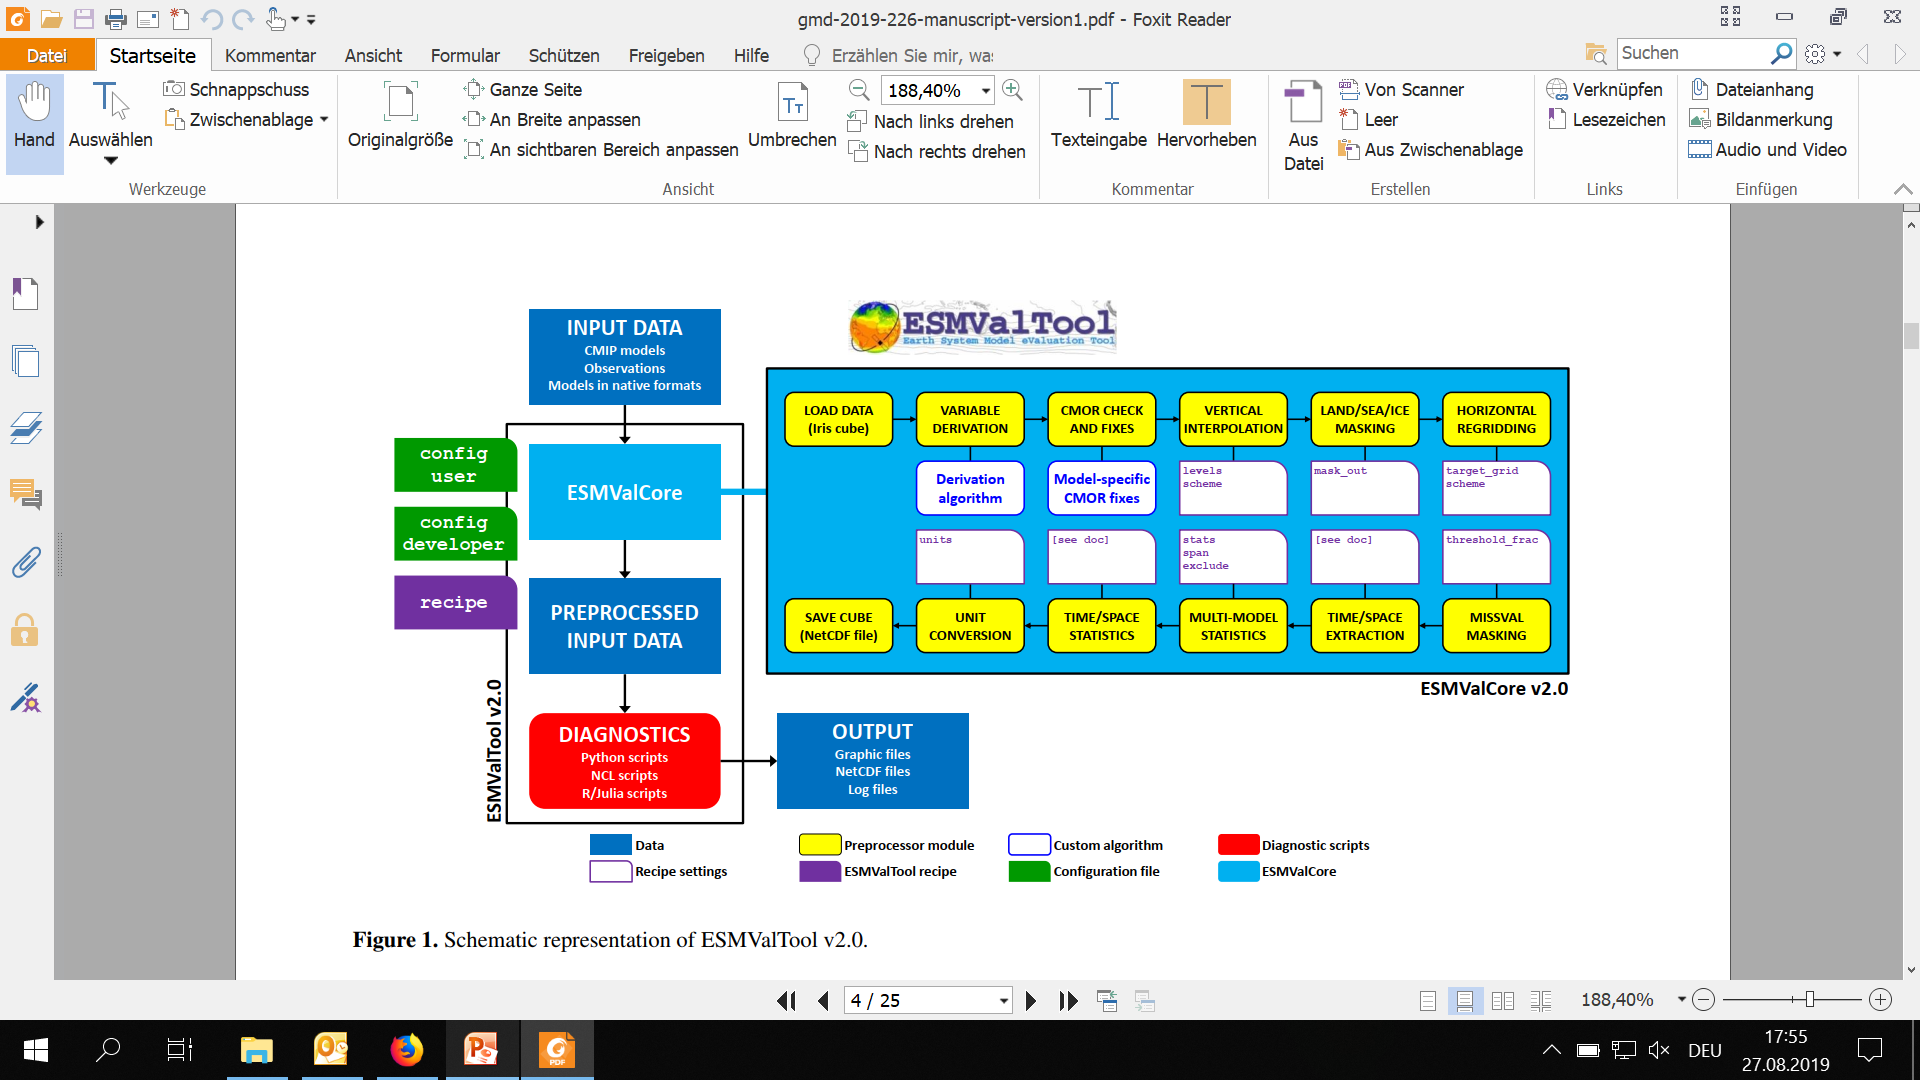 gmd-2019-226-manuscript-version1.pdf - Foxit Reader
Datei
Startseite
Kommentar
Ansicht
Formular
Schützen
Freigeben
Hilfe
Erzählen Sie mir, was
Suchen
Hand
Auswählen
Schnappschuss
Zwischenablage
Werkzeuge
Originalgröße
Ganze Seite
An Breite anpassen
An sichtbaren Bereich anpassen
Umbrechen
188,40%
Nach links drehen
Nach rechts drehen
Ansicht
Texteingabe
Hervorheben
Kommentar
Aus Datei
Von Scanner
Leer
Aus Zwischenablage
Erstellen
Verknüpfen
Lesezeichen
Links
Dateianhang
Bildanmerkung
Audio und Video
Einfügen
ESMValTool
Earth System Model eValuation Tool
INPUT DATA
CMIP models
Observations
Models in native formats
config
user
config
developer
recipe
ESMValCore
PREPROCESSED
INPUT DATA
ESMValTool v2.0
DIAGNOSTICS
Python scripts
NCL scripts
R/Julia scripts
OUTPUT
Graphic files
NetCDF files
Log files
LOAD DATA
(Iris cube)
VARIABLE
DERIVATION
CMOR CHECK
AND FIXES
VERTICAL
INTERPOLATION
LAND/SEA/ICE
MASKING
HORIZONTAL
REGRIDDING
Derivation
algorithm
Model-specific
CMOR fixes
levels
scheme
mask_out
target_grid
scheme
units
[see doc]
stats
span
exclude
[see doc]
threshold_frac
SAVE CUBE
(NetCDF file)
UNIT
CONVERSION
TIME/SPACE
STATISTICS
MULTI-MODEL
STATISTICS
TIME/SPACE
EXTRACTION
MISSVAL
MASKING
ESMValCore v2.0
Data
Preprocessor module
Custom algorithm
Diagnostic scripts
Recipe settings
ESMValTool recipe
Configuration file
ESMValCore
Figure 1. Schematic representation of ESMValTool v2.0.
4 / 25
188,40%
DEU
17:55
27.08.2019